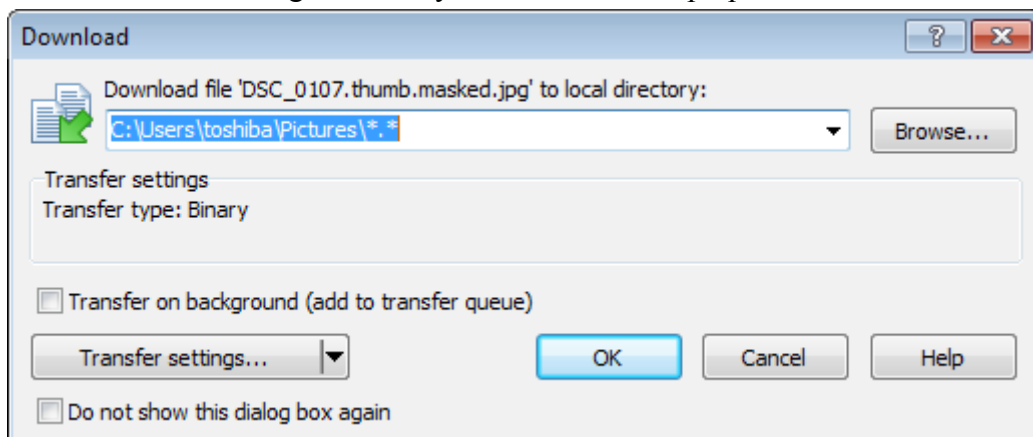 Download
Download file 'DSC_0107.thumb.masked.jpg' to local directory:
C:\Users\toshiba\Pictures\*.*
Browse...
Transfer settings
Transfer type: Binary
Transfer on background (add to transfer queue)
Transfer settings...
OK
Cancel
Help
Do not show this dialog box again